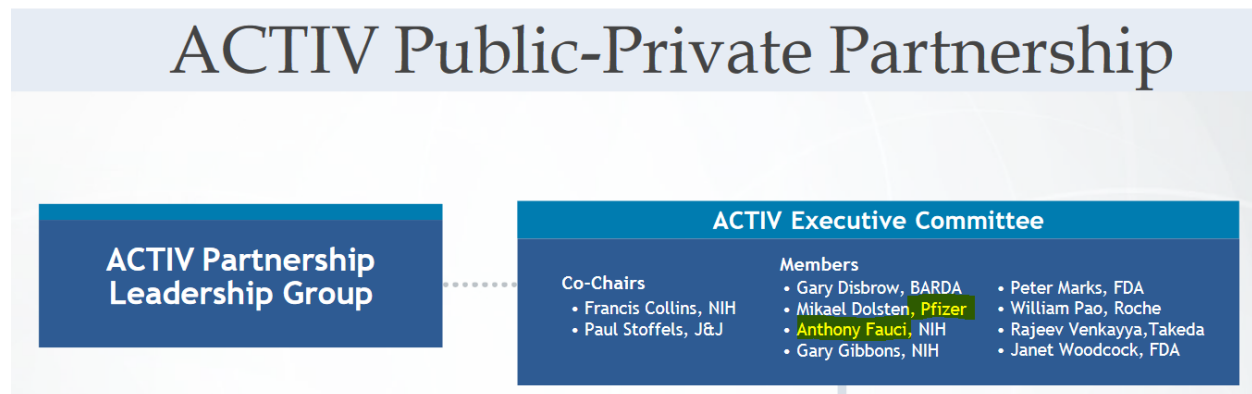 ACTIV Public-Private Partnership
ACTIV Partnership
Leadership Group
ACTIV Executive Committee
Co-Chairs
• Francis Collins, NIH
• Paul Stoffels, J&J
Members
• Gary Disbrow, BARDA
• Mikael Dolsten, Pfizer
• Anthony Fauci, NIH
• Gary Gibbons, NIH
• Peter Marks, FDA
• William Pao, Roche
• Rajeev Venkayya,Takeda
• Janet Woodcock, FDA